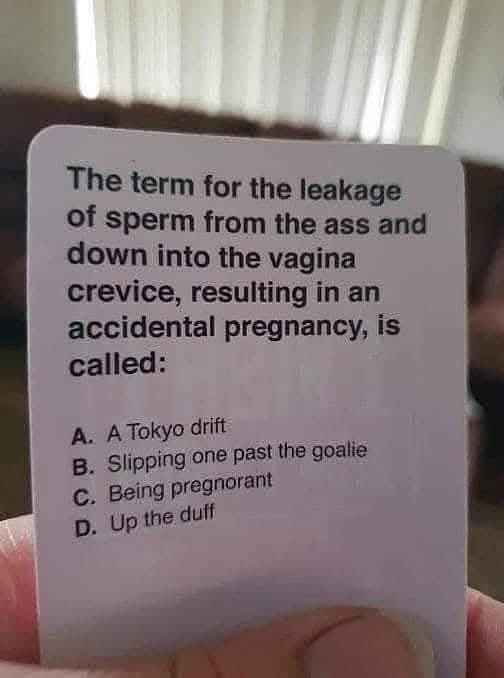 The term for the leakage
of sperm from the ass and
down into the vagina
crevice, resulting in an
accidental pregnancy, is
called:
A. A Tokyo drift
B. Slipping one past the goalie
C. Being pregnorant
D. Up the duff